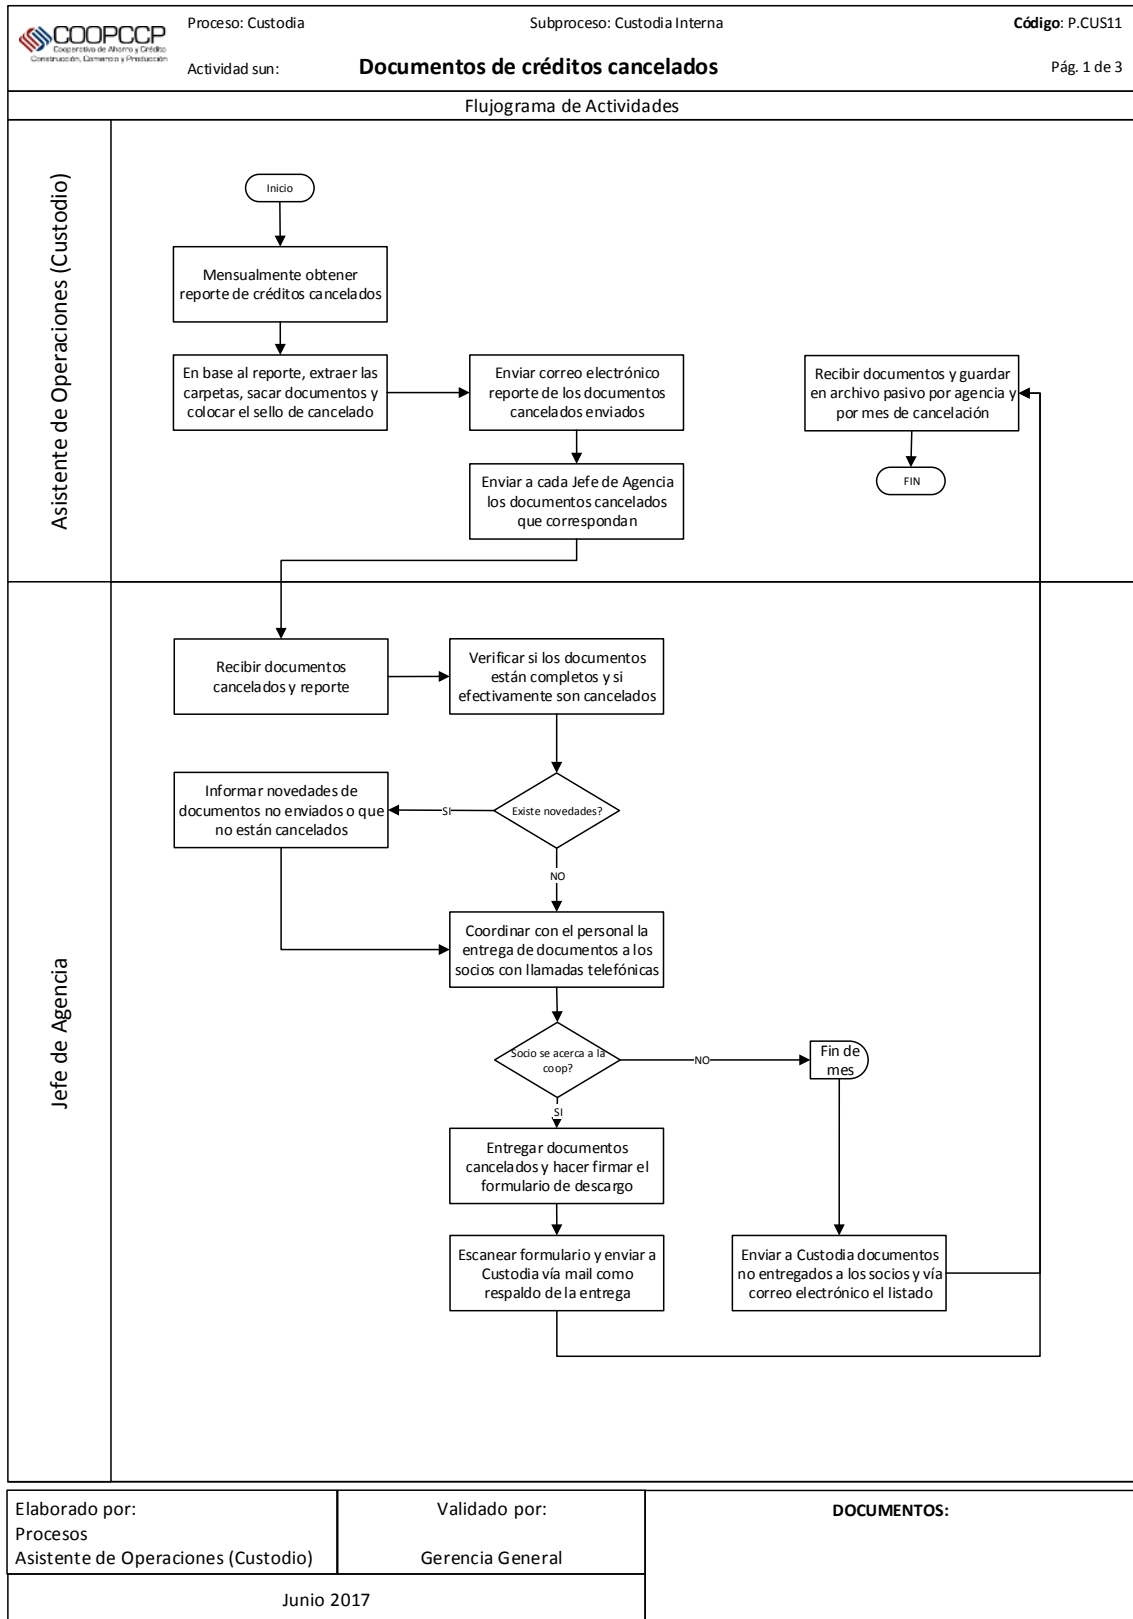 COOPCCP
Cooperativa de Ahorro y Crédito
Construcción, Comercio y Producción
Proceso: Custodia
Subproceso: Custodia Interna
Código: P.CUS11
Actividad sun:
Documentos de créditos cancelados
Pág. 1 de 3
Flujograma de Actividades
Asistente de Operaciones (Custodio)
Inicio
Mensualmente obtener
reporte de créditos cancelados
En base al reporte, extraer las
carpetas, sacar documentos y
colocar el sello de cancelado
Enviar correo electrónico
reporte de los documentos
cancelados enviados
Enviar a cada Jefe de Agencia
los documentos cancelados
que correspondan
Recibir documentos y guardar
en archivo pasivo por agencia y
por mes de cancelación
FIN
Jefe de Agencia
Recibir documentos
cancelados y reporte
Verificar si los documentos
están completos y si
efectivamente son cancelados
Existe novedades?
SI
Informar novedades de
documentos no enviados o que
no están cancelados
NO
Coordinar con el personal la
entrega de documentos a los
socios con llamadas telefónicas
Socio se acerca a la
coop?
NO
Fin de
mes
SI
Entregar documentos
cancelados y hacer firmar el
formulario de descargo
Escanear formulario y enviar a
Custodia vía mail como
respaldo de la entrega
Enviar a Custodia documentos
no entregados a los socios y vía
correo electrónico el listado
Elaborado por:
Procesos
Asistente de Operaciones (Custodio)
Validado por:
Gerencia General
DOCUMENTOS:
Junio 2017